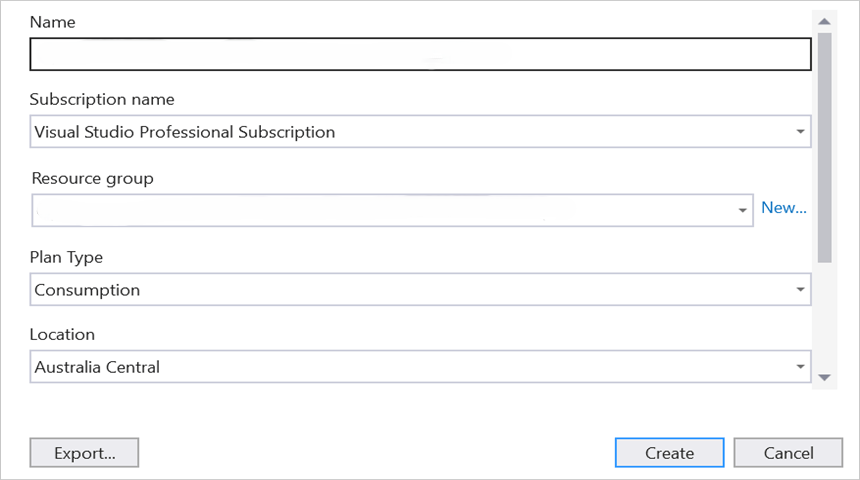 Name
Subscription name
Visual Studio Professional Subscription
Resource group
New...
Plan Type
Consumption
Location
Australia Central
Export...
Create
Cancel